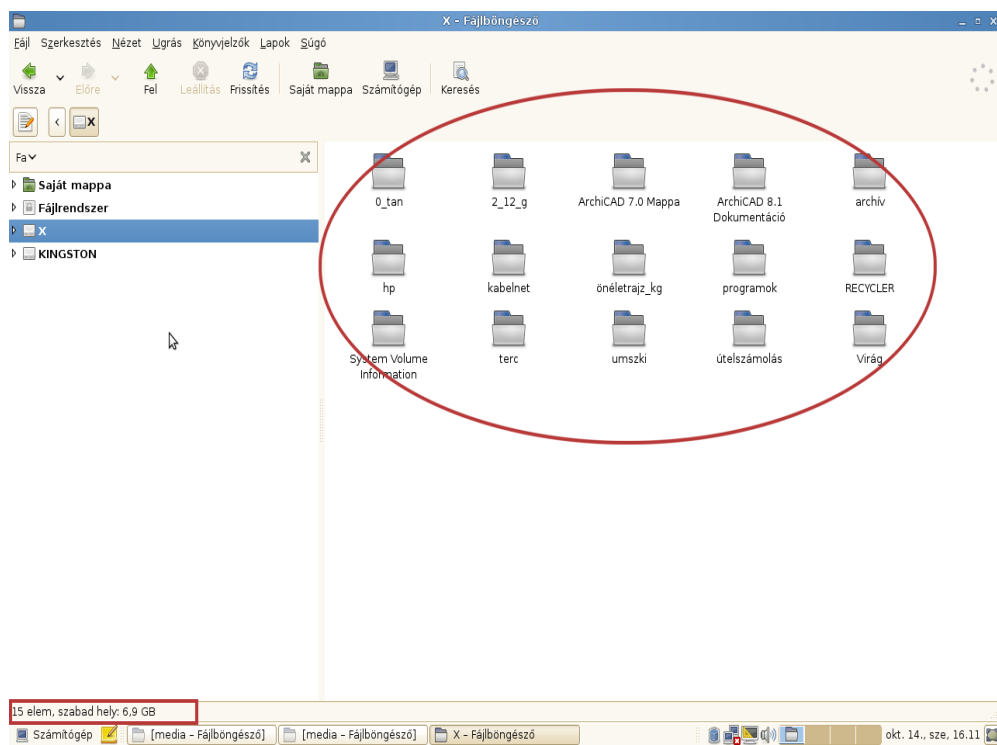 X - Fájlböngésző
Fájl Szerkesztés Nézet Ugrás Könyvjelzők Lapok Súgó
Vissza Előre Fel Leállítás Frissítés Saját mappa Számítógép Keresés
X
Fa
Saját mappa
Fájlrendszer
X
KINGSTON
0_tan 2_12_g ArchiCAD 7.0 Mappa ArchiCAD 8.1 archív
Dokumentáció
hp kabelnet önéletrajz_kg programok RECYCLER
System Volume terc umszki útelszámolás Virág
Information
15 elem, szabad hely: 6,9 GB
Számítógép [media - Fájlböngésző] [media - Fájlböngésző] X - Fájlböngésző okt. 14., sze, 16.11